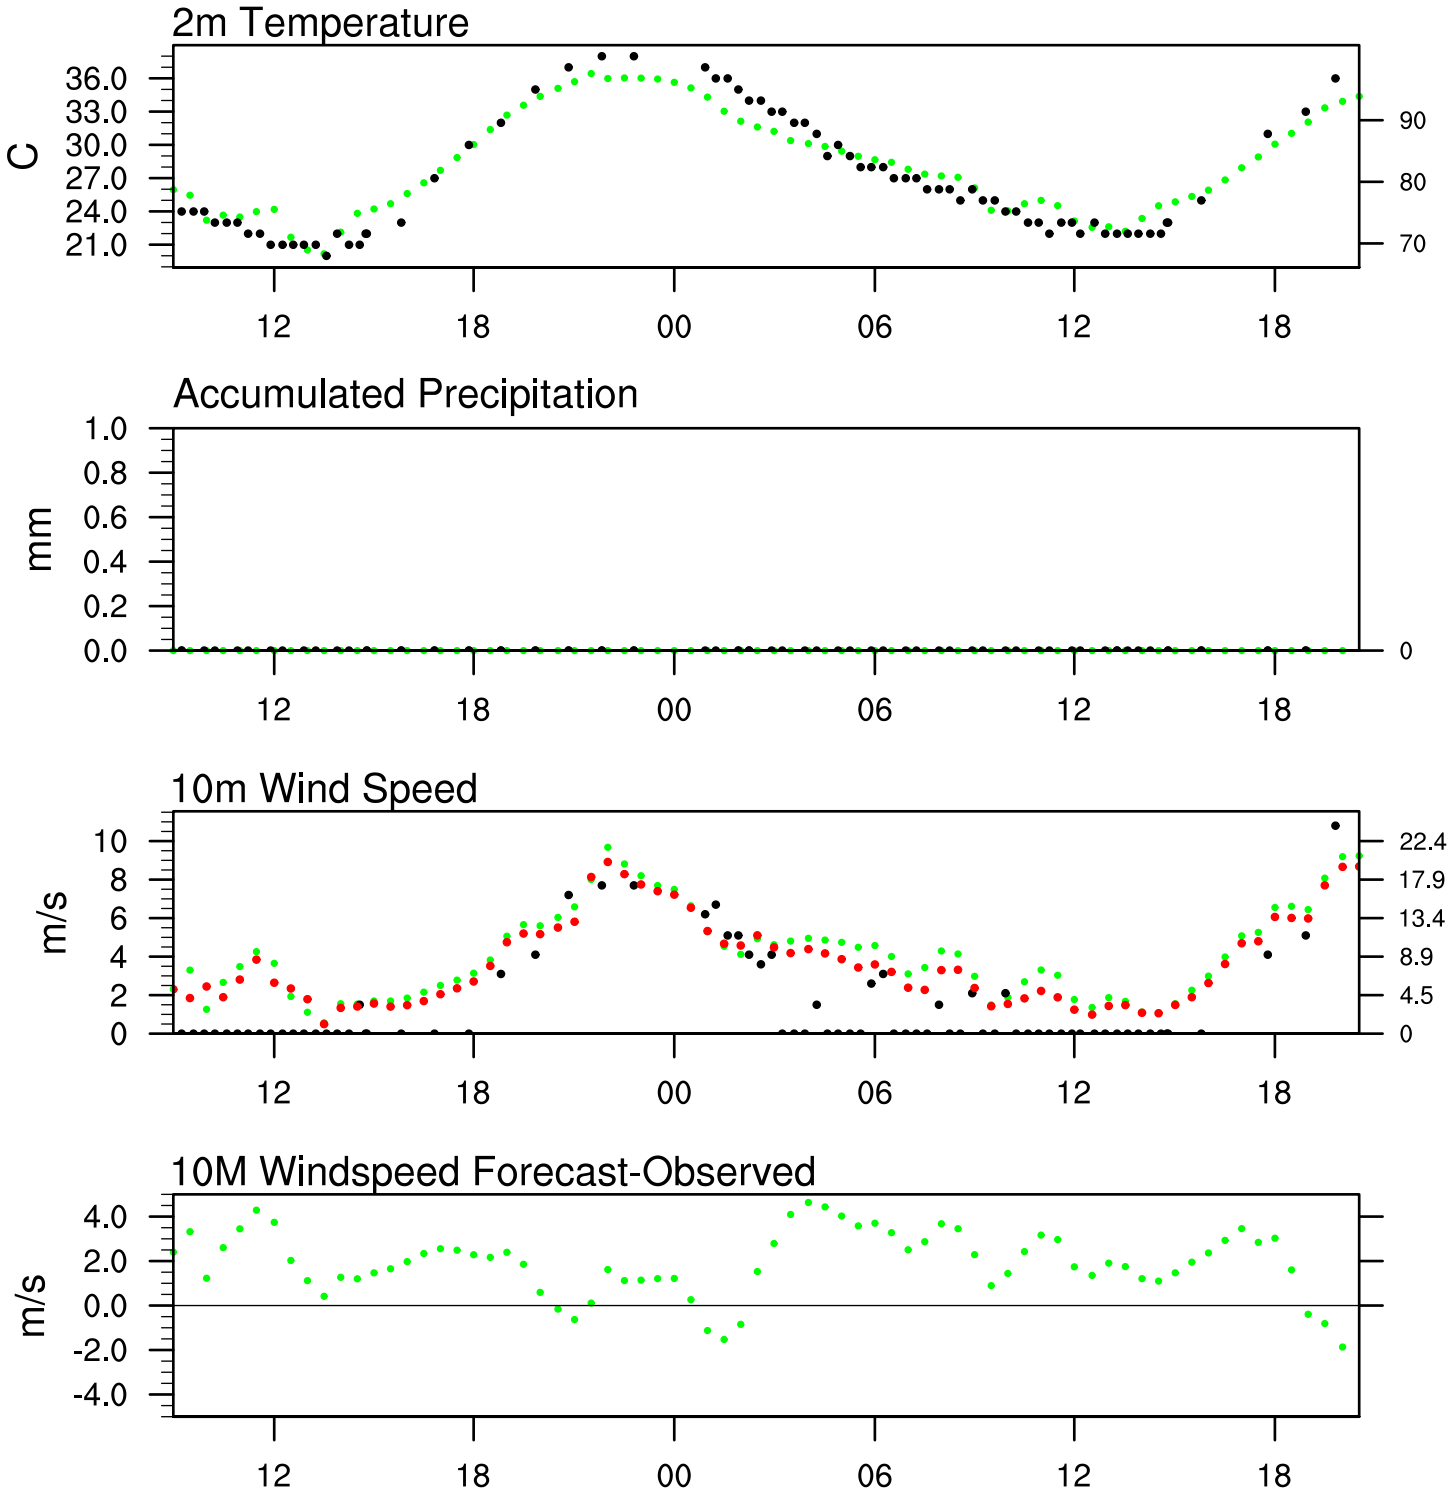 2m Temperature
36.0
33.0
30.0
27.0
24.0
21.0
C
90
80
70
12 18 00 06 12 18
Accumulated Precipitation
1.0
0.8
0.6
0.4
0.2
0.0
mm
0
12 18 00 06 12 18
10m Wind Speed
10
8
6
4
2
0
m/s
22.4
17.9
13.4
8.9
4.5
0
12 18 00 06 12 18
10M Windspeed Forecast-Observed
4.0
2.0
0.0
-2.0
-4.0
m/s
12 18 00 06 12 18